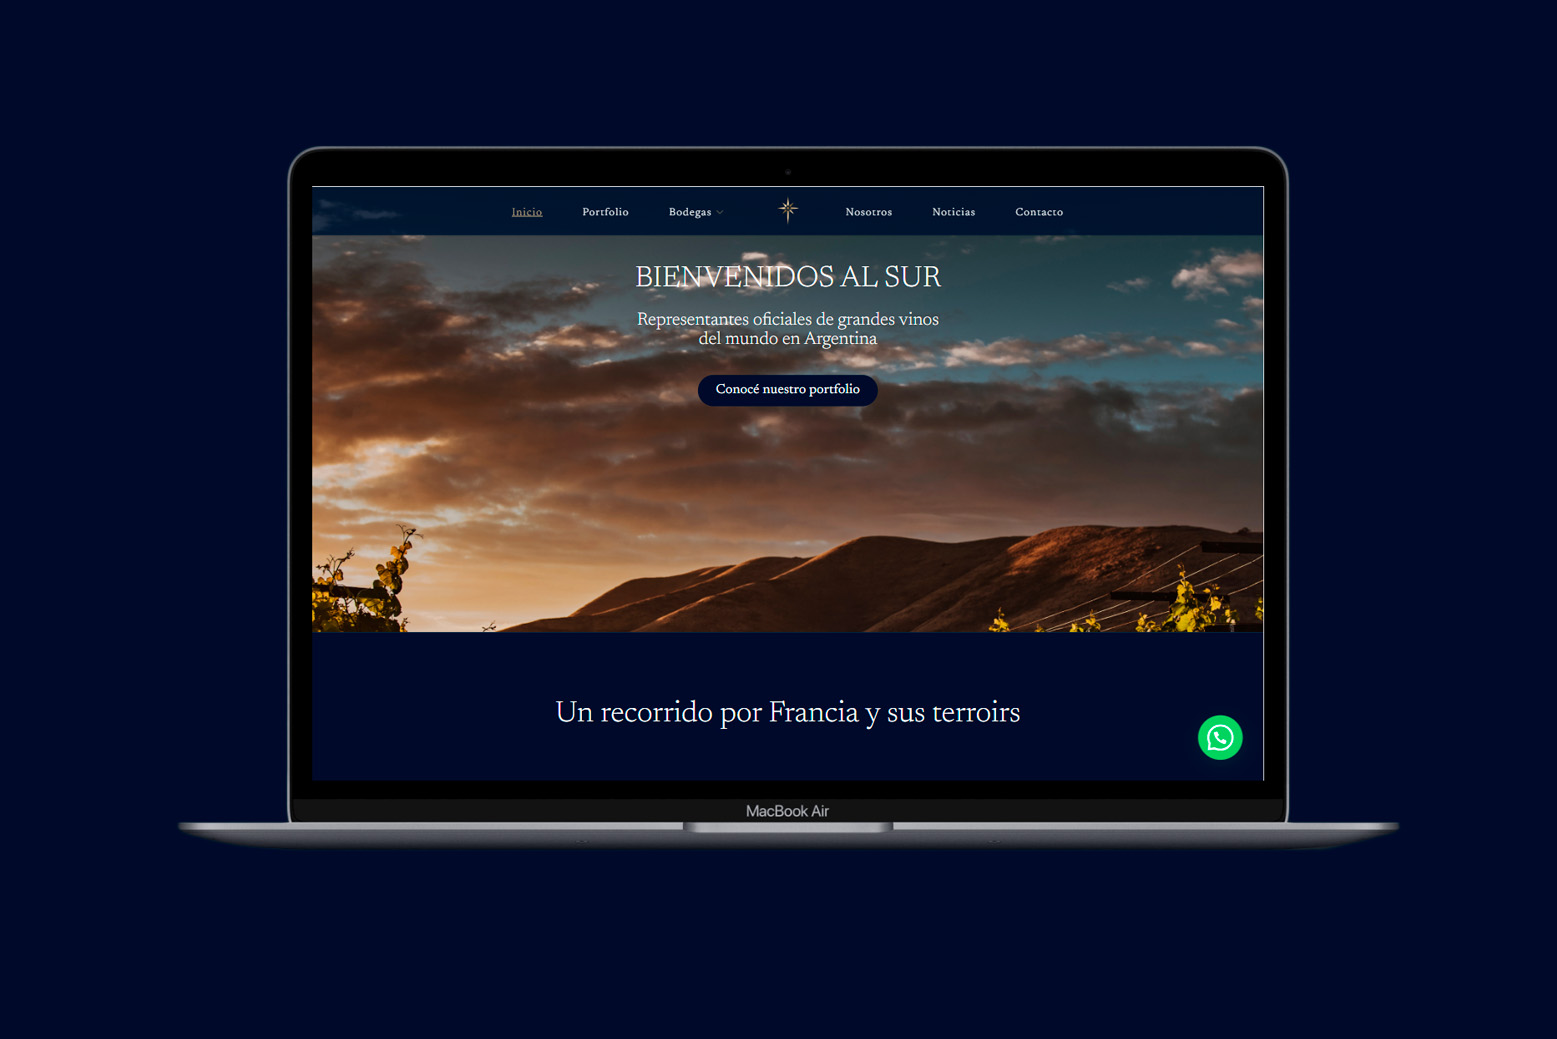 Inicio Portfolio Bodegas Nosotros Noticias Contacto
BIENVENIDOS AL SUR
Representantes oficiales de grandes vinos
del mundo en Argentina
Conocé nuestro portfolio
Un recorrido por Francia y sus terroirs
MacBook Air